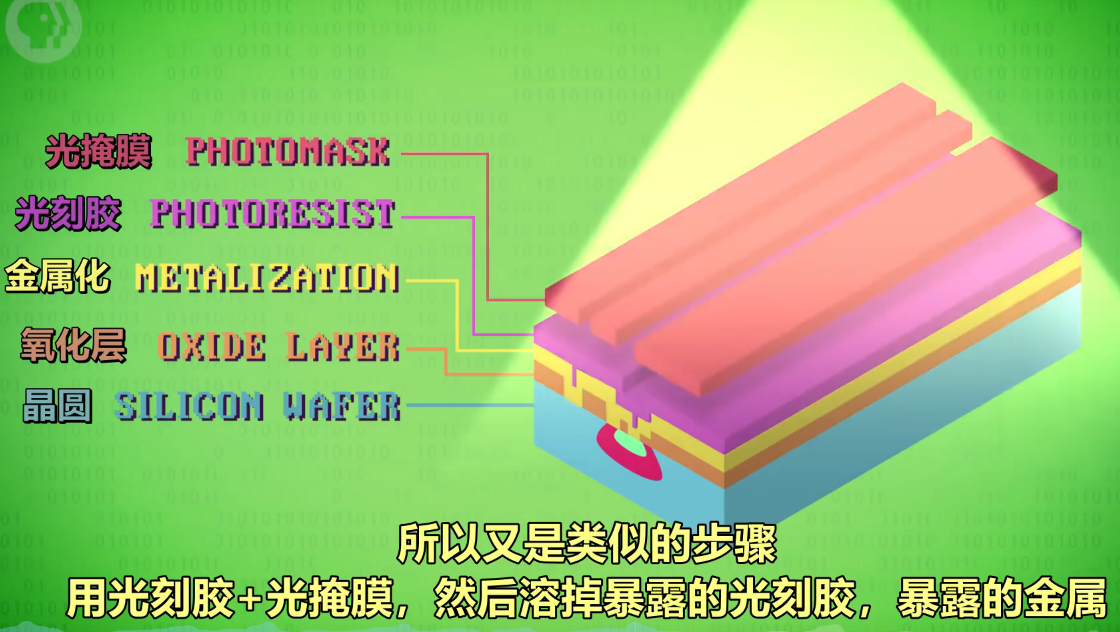 光掩膜 PHOTOMASK
光刻胶 PHOTORESIST
金属化 METALIZATION
氧化层 OXIDE LAYER
晶圆 SILICON WAFER
所以又是类似的步骤
用光刻胶+光掩膜，然后溶掉暴露的光刻胶，暴露的金属